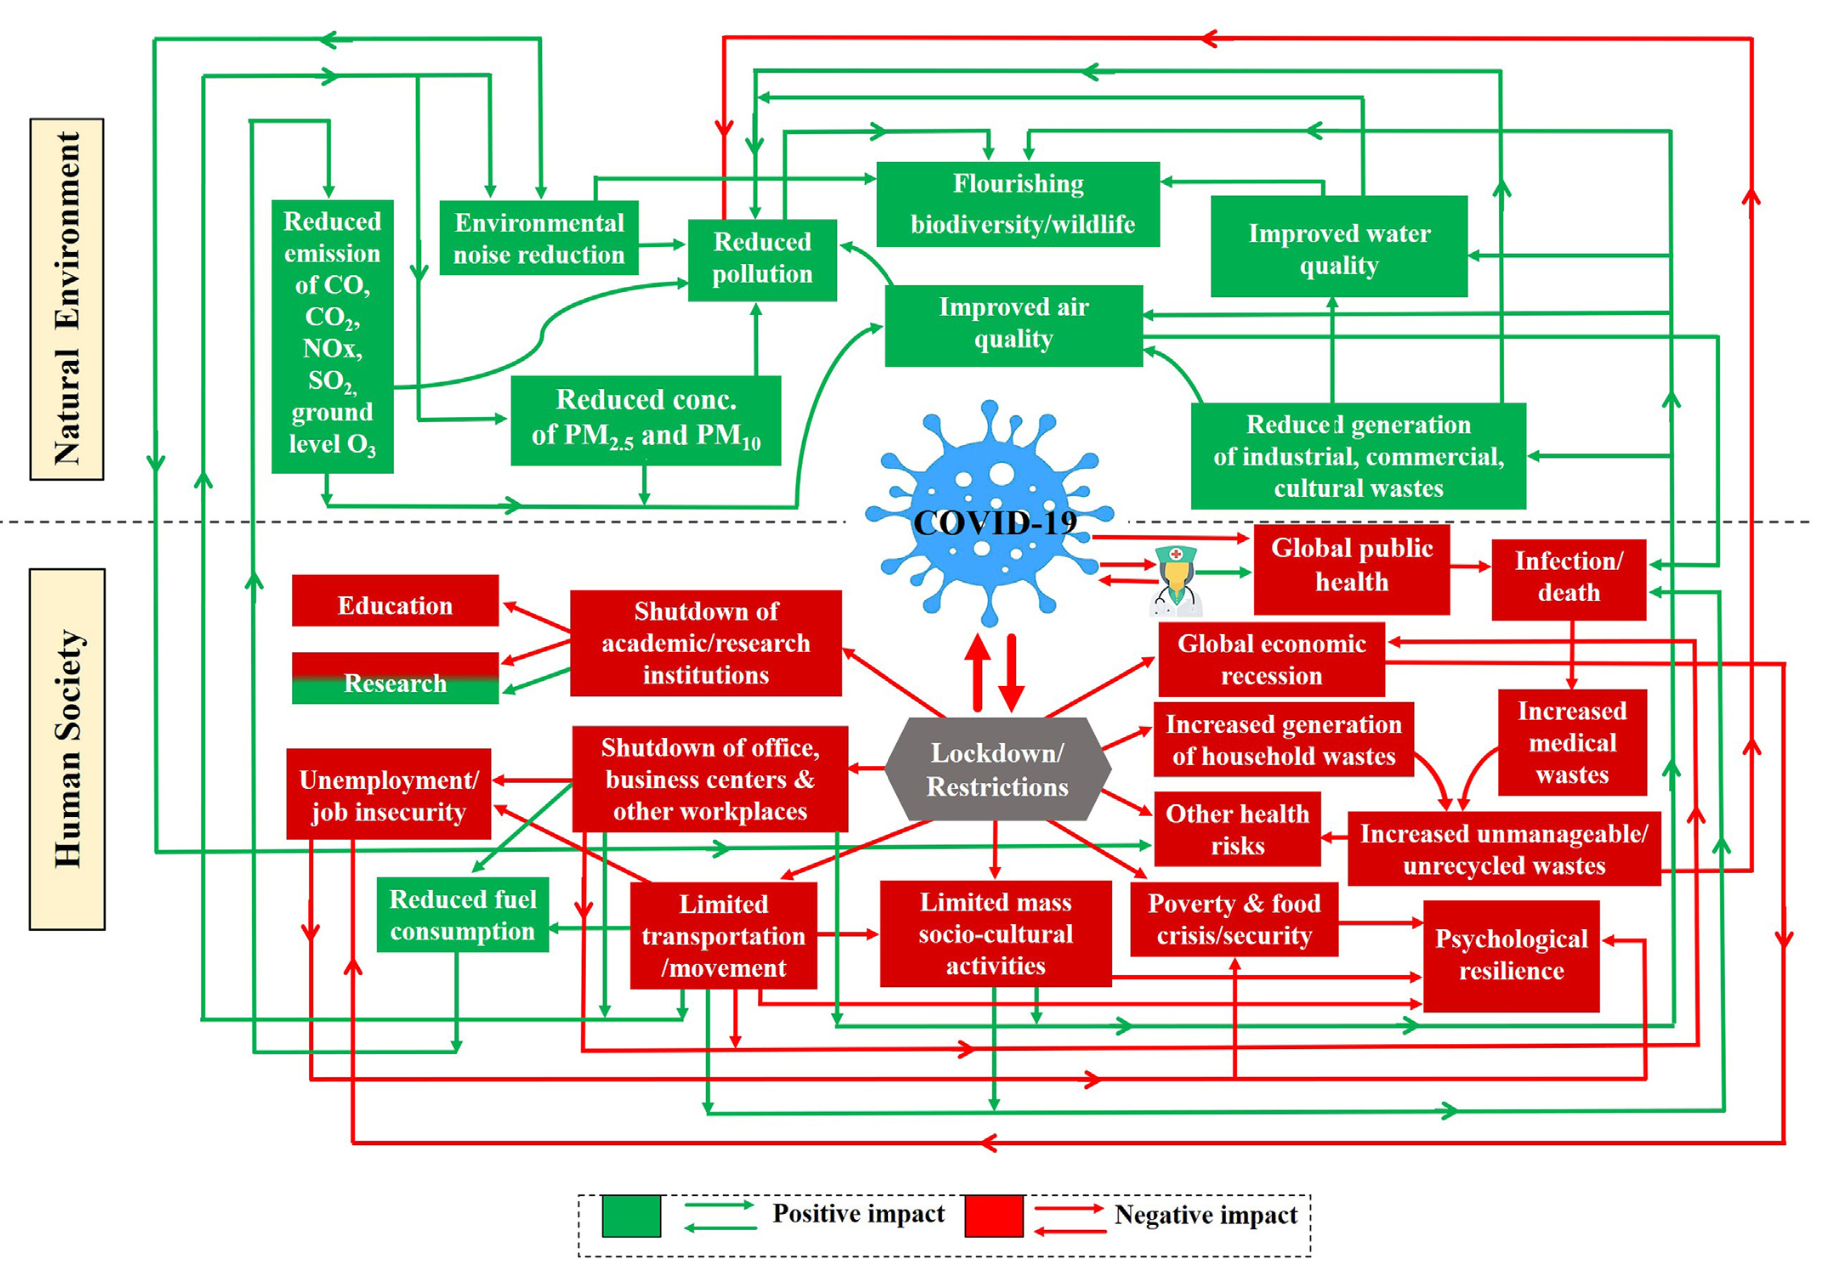 Natural Environment
Reduced
emission
of CO,
CO₂,
NOx,
SO₂,
ground
level O₃
Environmental
noise reduction
Reduced
pollution
Flourishing
biodiversity/wildlife
Improved water
quality
Improved air
quality
Reduced conc.
of PM₂.₅ and PM₁₀
Reduced generation
of industrial, commercial,
cultural wastes
COVID-19
Human Society
Global public
health
Infection/
death
Education
Research
Shutdown of
academic/research
institutions
Global economic
recession
Increased generation
of household wastes
Increased
medical
wastes
Unemployment/
job insecurity
Shutdown of office,
business centers &
other workplaces
Lockdown/
Restrictions
Other health
risks
Increased unmanageable/
unrecycled wastes
Reduced fuel
consumption
Limited
transportation
/movement
Limited mass
socio-cultural
activities
Poverty & food
crisis/security
Psychological
resilience
Positive impact
Negative impact